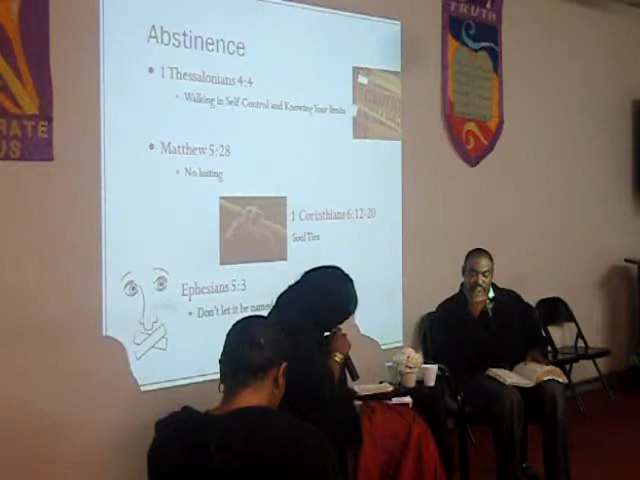 Abstinence
• 1 Thessalonians 4:4
• Walking in Self Control and Knowing Your limits
• Matthew 5:28
• No lusting
1 Corinthians 6:12-20
Soul Ties
Ephesians 5:3
• Don't let it be named
TRUTH
RATE
US